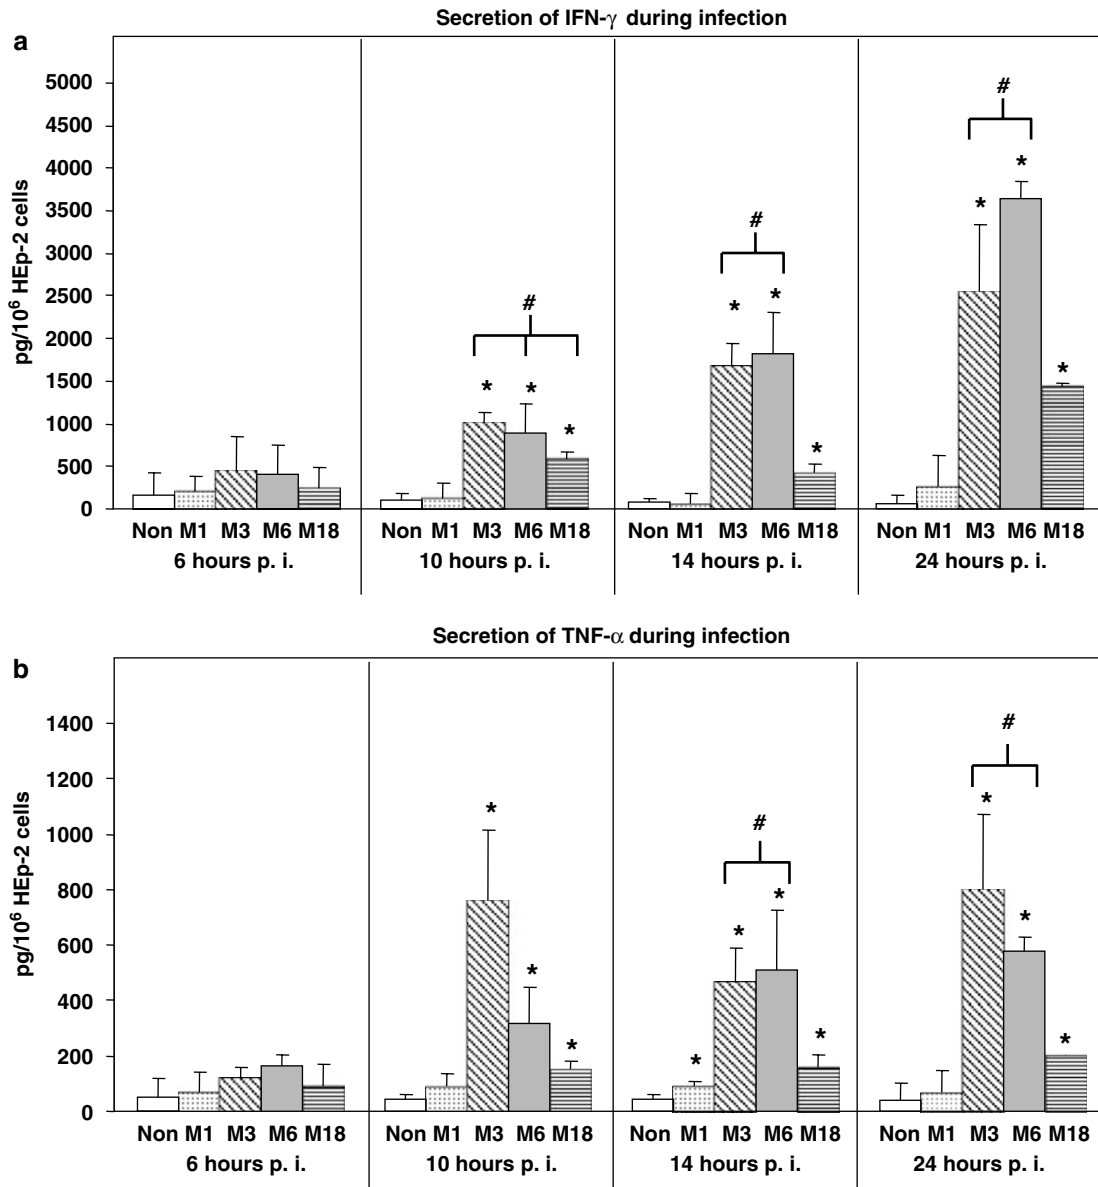 Secretion of IFN-γ during infection
a
pg/10⁶ HEp-2 cells
5000
4500
4000
3500
3000
2500
2000
1500
1000
500
0
# # # #
* * * * * * * * *
Non M1 M3 M6 M18 Non M1 M3 M6 M18 Non M1 M3 M6 M18 Non M1 M3 M6 M18
6 hours p. i. 10 hours p. i. 14 hours p. i. 24 hours p. i.
Secretion of TNF-α during infection
b
pg/10⁶ HEp-2 cells
1400
1200
1000
800
600
400
200
0
# #
* * * * * * * * * *
Non M1 M3 M6 M18 Non M1 M3 M6 M18 Non M1 M3 M6 M18 Non M1 M3 M6 M18
6 hours p. i. 10 hours p. i. 14 hours p. i. 24 hours p. i.